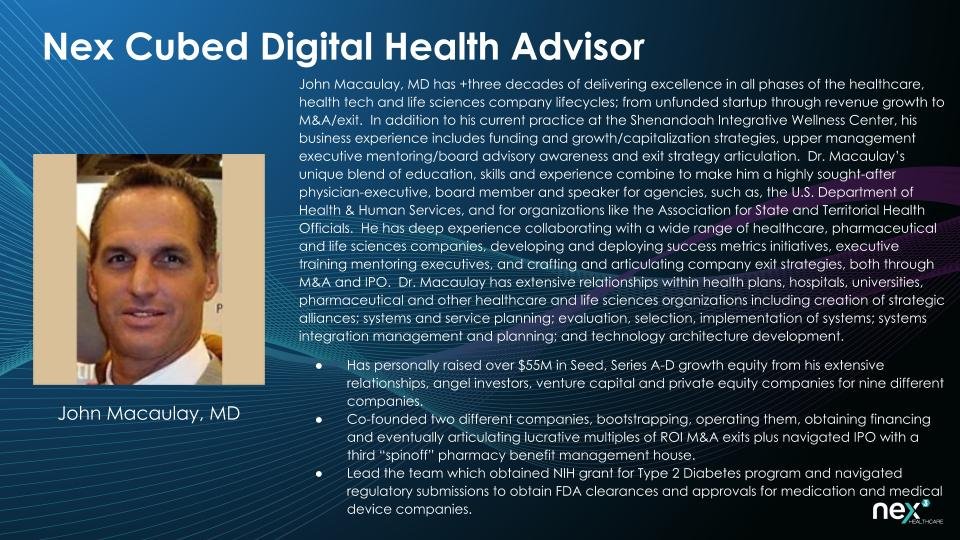 Nex Cubed Digital Health Advisor
John Macaulay, MD has +three decades of delivering excellence in all phases of the healthcare,
health tech and life sciences company lifecycles; from unfunded startup through revenue growth to
M&A/exit.  In addition to his current practice at the Shenandoah Integrative Wellness Center, his
business experience includes funding and growth/capitalization strategies, upper management
executive mentoring/board advisory awareness and exit strategy articulation.  Dr. Macaulay’s
unique blend of education, skills and experience combine to make him a highly sought-after
physician-executive, board member and speaker for agencies, such as, the U.S. Department of
Health & Human Services, and for organizations like the Association for State and Territorial Health
Officials.  He has deep experience collaborating with a wide range of healthcare, pharmaceutical
and life sciences companies, developing and deploying success metrics initiatives, executive
training mentoring executives, and crafting and articulating company exit strategies, both through
M&A and IPO.  Dr. Macaulay has extensive relationships within health plans, hospitals, universities,
pharmaceutical and other healthcare and life sciences organizations including creation of strategic
alliances; systems and service planning; evaluation, selection, implementation of systems; systems
integration management and planning; and technology architecture development.
● Has personally raised over $55M in Seed, Series A-D growth equity from his extensive
relationships, angel investors, venture capital and private equity companies for nine different
companies.
● Co-founded two different companies, bootstrapping, operating them, obtaining financing
and eventually articulating lucrative multiples of ROI M&A exits plus navigated IPO with a
third “spinoff” pharmacy benefit management house.
● Lead the team which obtained NIH grant for Type 2 Diabetes program and navigated
regulatory submissions to obtain FDA clearances and approvals for medication and medical
device companies.
P
John Macaulay, MD
nex3
HEALTHCARE